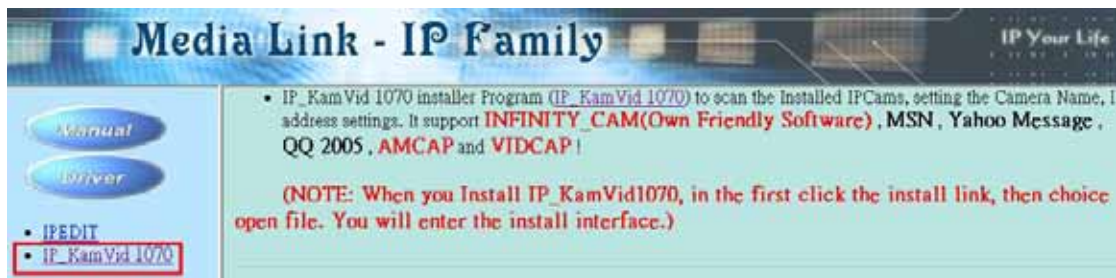 Media Link - IP Family
IP Your Life
Manual
Driver
• IPEDIT
• IP_KamVid 1070
• IP_KamVid 1070 installer Program (IP_KamVid 1070) to scan the Installed IPCams, setting the Camera Name, I
address settings. It support INFINITY_CAM(Own Friendly Software) , MSN , Yahoo Message ,
QQ 2005 , AMCAP and VIDCAP !
(NOTE: When you Install IP_KamVid1070, in the first click the install link, then choice
open file. You will enter the install interface.)